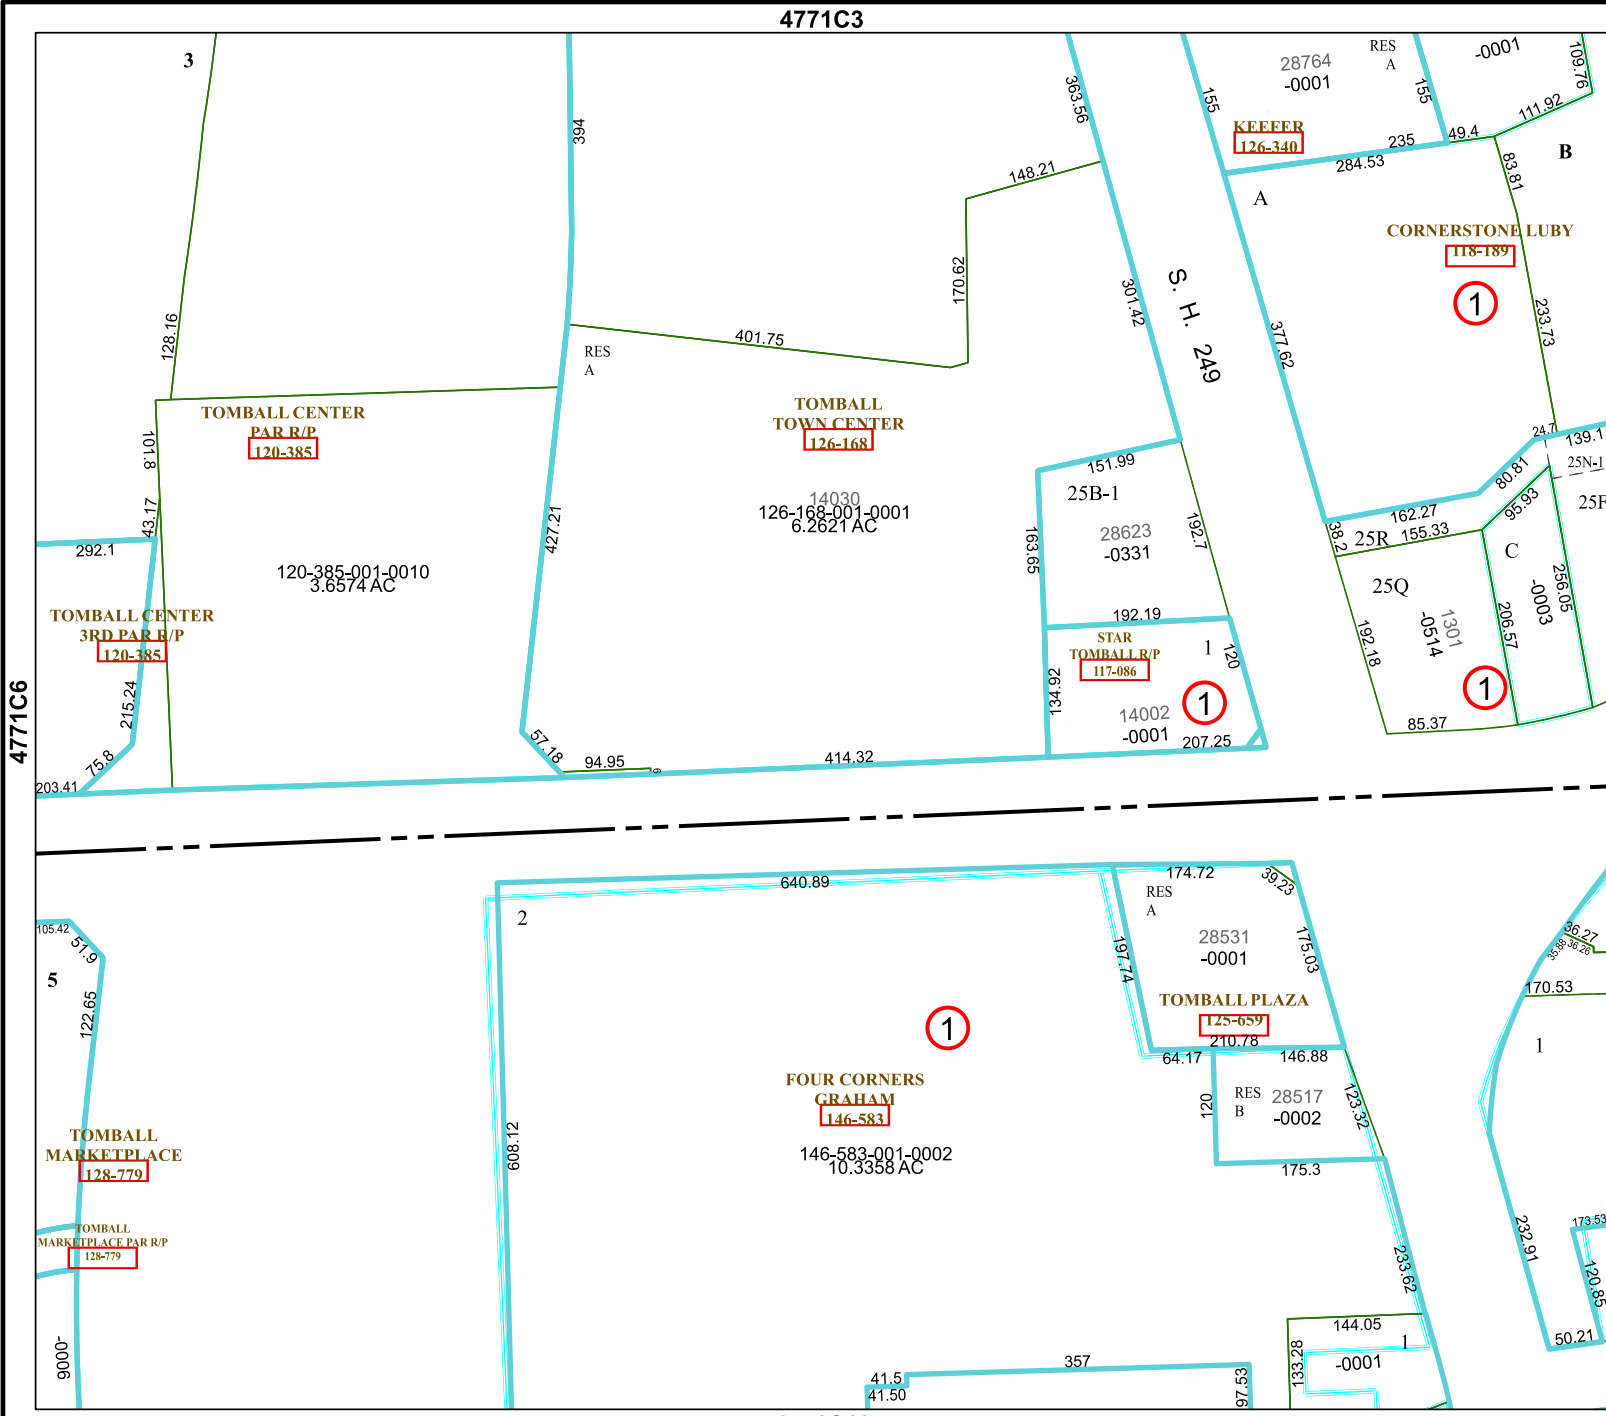 4771C3
3
RES
A
28764
-0001
-0001
109.76
155
155
111.92
363.56
394
KEEFER
126-340
235
49.4
284.53
B
83.81
148.21
A
CORNERSTONE LUBY
118-189
1
170.62
301.42
S. H. 249
377.62
233.73
128.16
401.75
RES
A
TOMBALL CENTER
PAR R/P
120-385
TOMBALL
TOWN CENTER
126-168
101.8
43.17
24.7
139.1
25N-1
80.81
95.93
25F
151.99
25B-1
14030
126-168-001-0001
6.2621 AC
427.21
28623
-0331
163.65
192.7
162.27
38.2
25R
155.33
C
292.1
120-385-001-0010
3.6574 AC
25Q
256.05
-0003
206.57
1301
-0514
TOMBALL CENTER
3RD PAR R/P
120-385
192.19
STAR
TOMBALL R/P
117-086
1
120
192.18
1
1
134.92
14002
-0001
207.25
85.37
4771C6
215.24
57.18
75.8
94.95
6
414.32
203.41
640.89
174.72
39.23
2
RES
A
105.42
51.9
5
28531
-0001
197.74
175.03
36.27
35.88
36.26
170.53
122.65
TOMBALL PLAZA
125-659
210.78
1
64.17
146.88
1
FOUR CORNERS
GRAHAM
146-583
RES
B
28517
-0002
120
123.32
608.12
146-583-001-0002
10.3358 AC
175.3
TOMBALL
MARKETPLACE
128-779
TOMBALL
MARKETPLACE PAR R/P
128-779
233.62
232.91
173.53
120.85
144.05
133.28
1
-0001
50.21
-0006
357
41.5
41.50
97.53